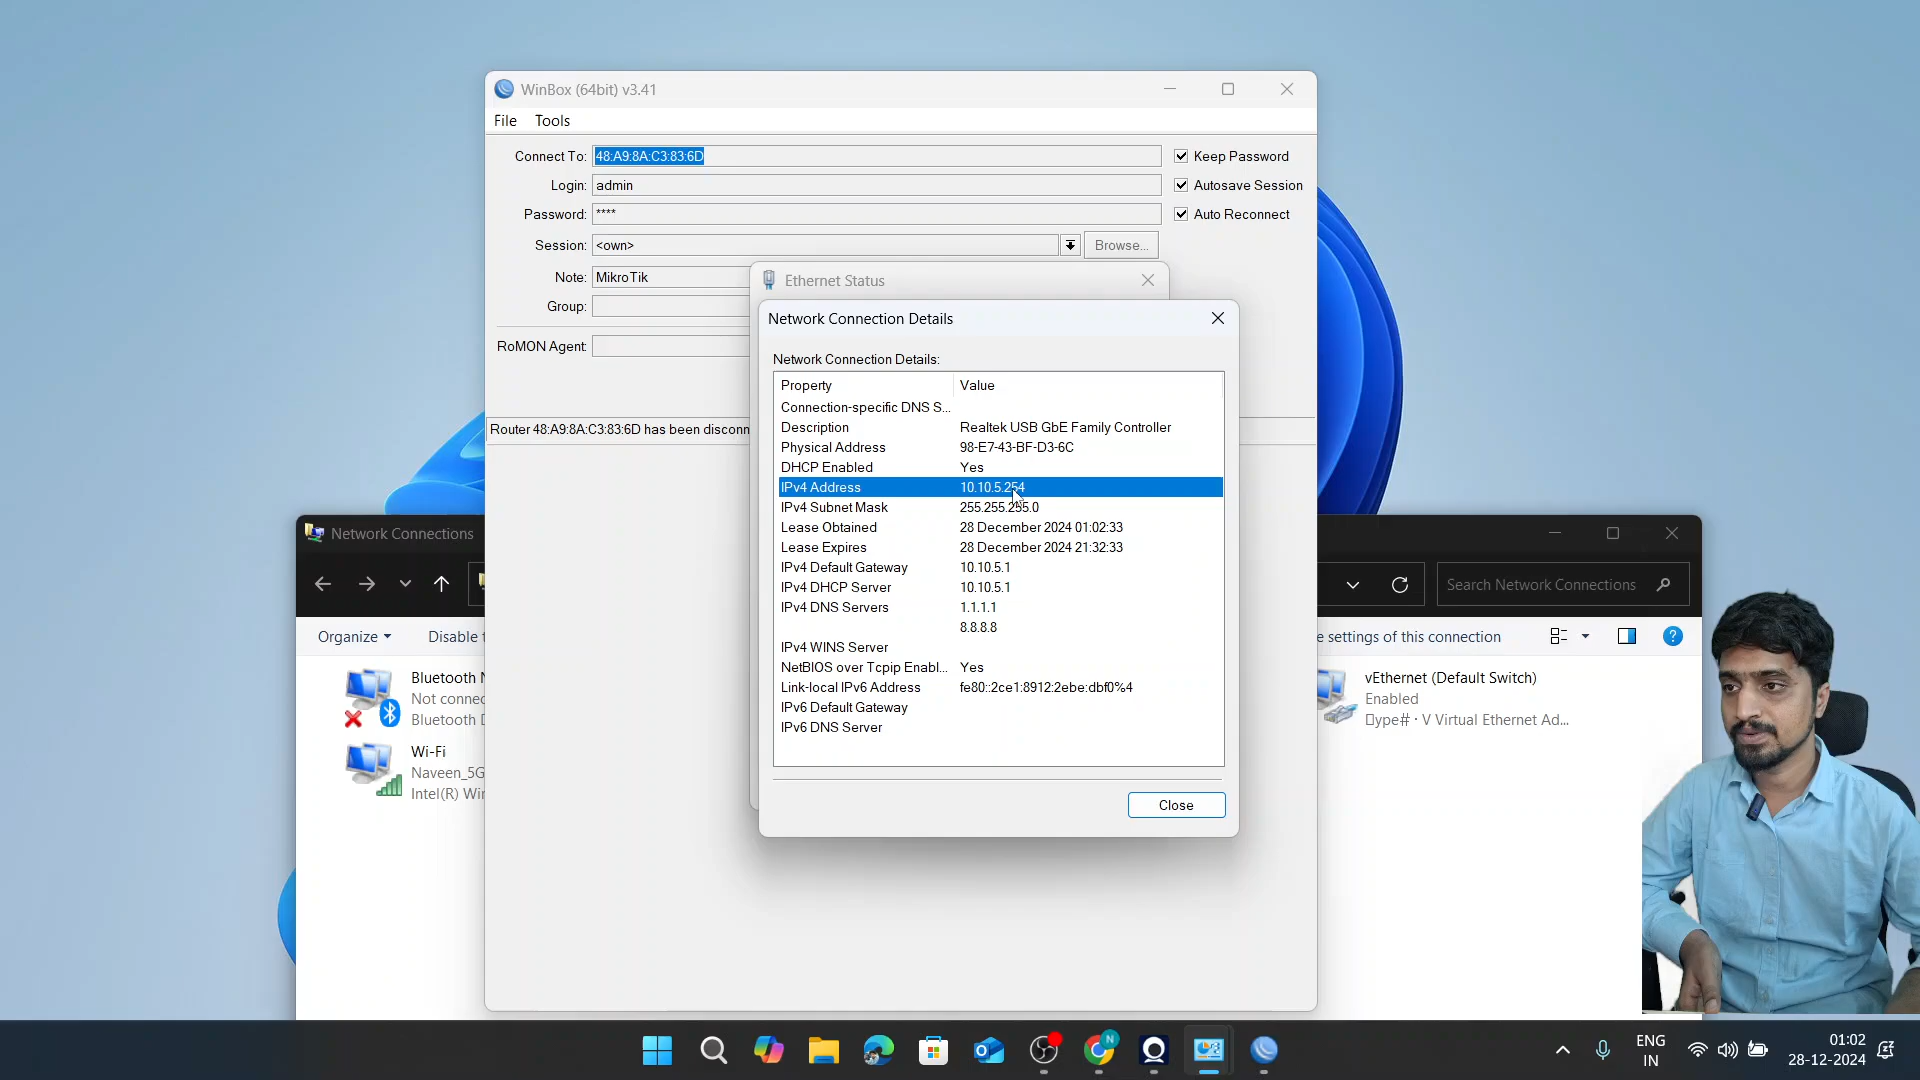 WinBox (64bit) v3.41
File Tools
Connect To: 48:A9:8A:C3:83:6D Keep Password
Login: admin Autosave Session
Password: **** Auto Reconnect
Session: <own> Browse...
Note: MikroTik
Group:
RoMON Agent:
Router 48:A9:8A:C3:83:6D has been disconn
Ethernet Status
Network Connection Details
Network Connection Details:
Property Value
Connection-specific DNS S...
Description Realtek USB GbE Family Controller
Physical Address 98-E7-43-BF-D3-6C
DHCP Enabled Yes
IPv4 Address 10.10.5.254
IPv4 Subnet Mask 255.255.255.0
Lease Obtained 28 December 2024 01:02:33
Lease Expires 28 December 2024 21:32:33
IPv4 Default Gateway 10.10.5.1
IPv4 DHCP Server 10.10.5.1
IPv4 DNS Servers 1.1.1.1
8.8.8.8
IPv4 WINS Server
NetBIOS over Tcpip Enabl... Yes
Link-local IPv6 Address fe80::2ce1:8912:2ebe:dbf0%4
IPv6 Default Gateway
IPv6 DNS Server
Close
Network Connections
Search Network Connections
Organize Disable t
e settings of this connection
Bluetooth N
Not connec
Bluetooth D
Wi-Fi
Naveen_5G
Intel(R) Wir
vEthernet (Default Switch)
Enabled
ype# · V Virtual Ethernet Ad...
N
ENG
IN
01:02
28-12-2024